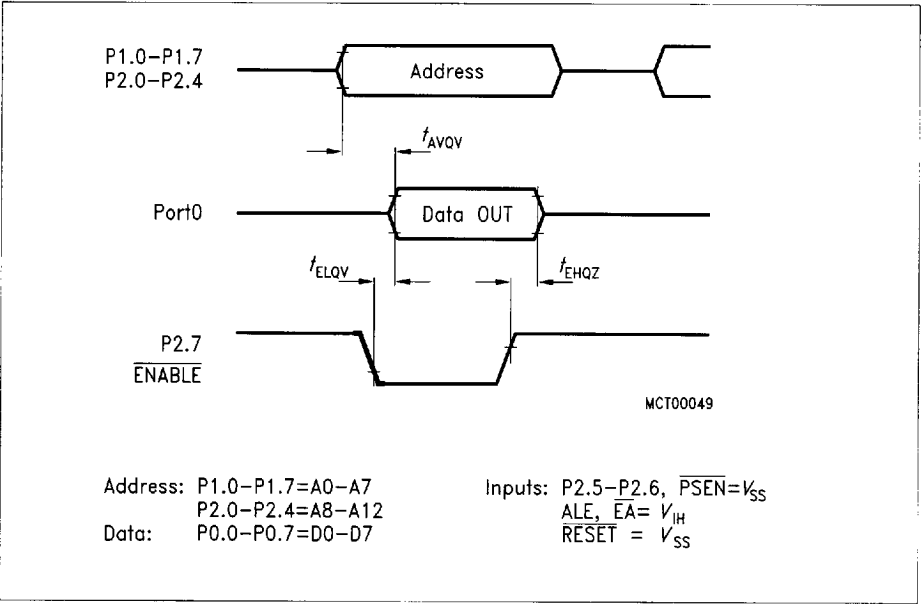 P1.0–P1.7
P2.0–P2.4
Address
tAVQV
Port0
Data OUT
tELQV
tEHQZ
P2.7
ENABLE
MCT00049
Address: P1.0–P1.7=A0–A7
P2.0–P2.4=A8–A12
Data: P0.0–P0.7=D0–D7
Inputs: P2.5–P2.6, PSEN=VSS
ALE, EA= VIH
RESET = VSS